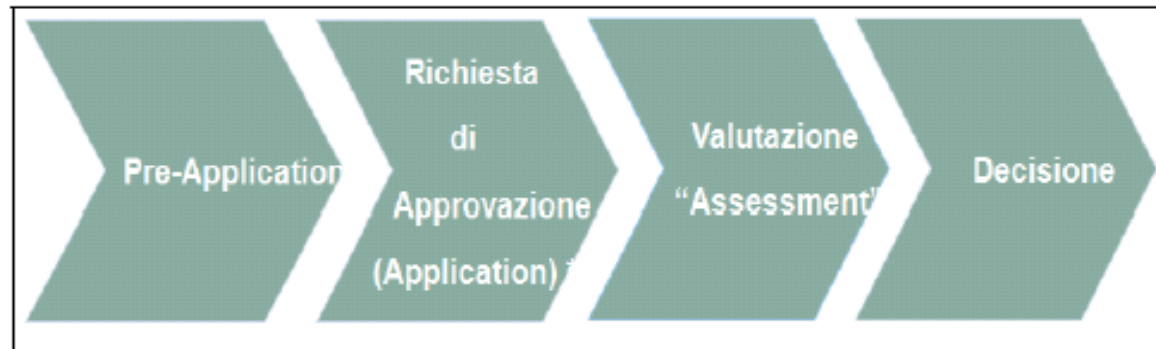 Pre-Application
Richiesta
di
Approvazione
(Application) *
Valutazione
“Assessment”
Decisione